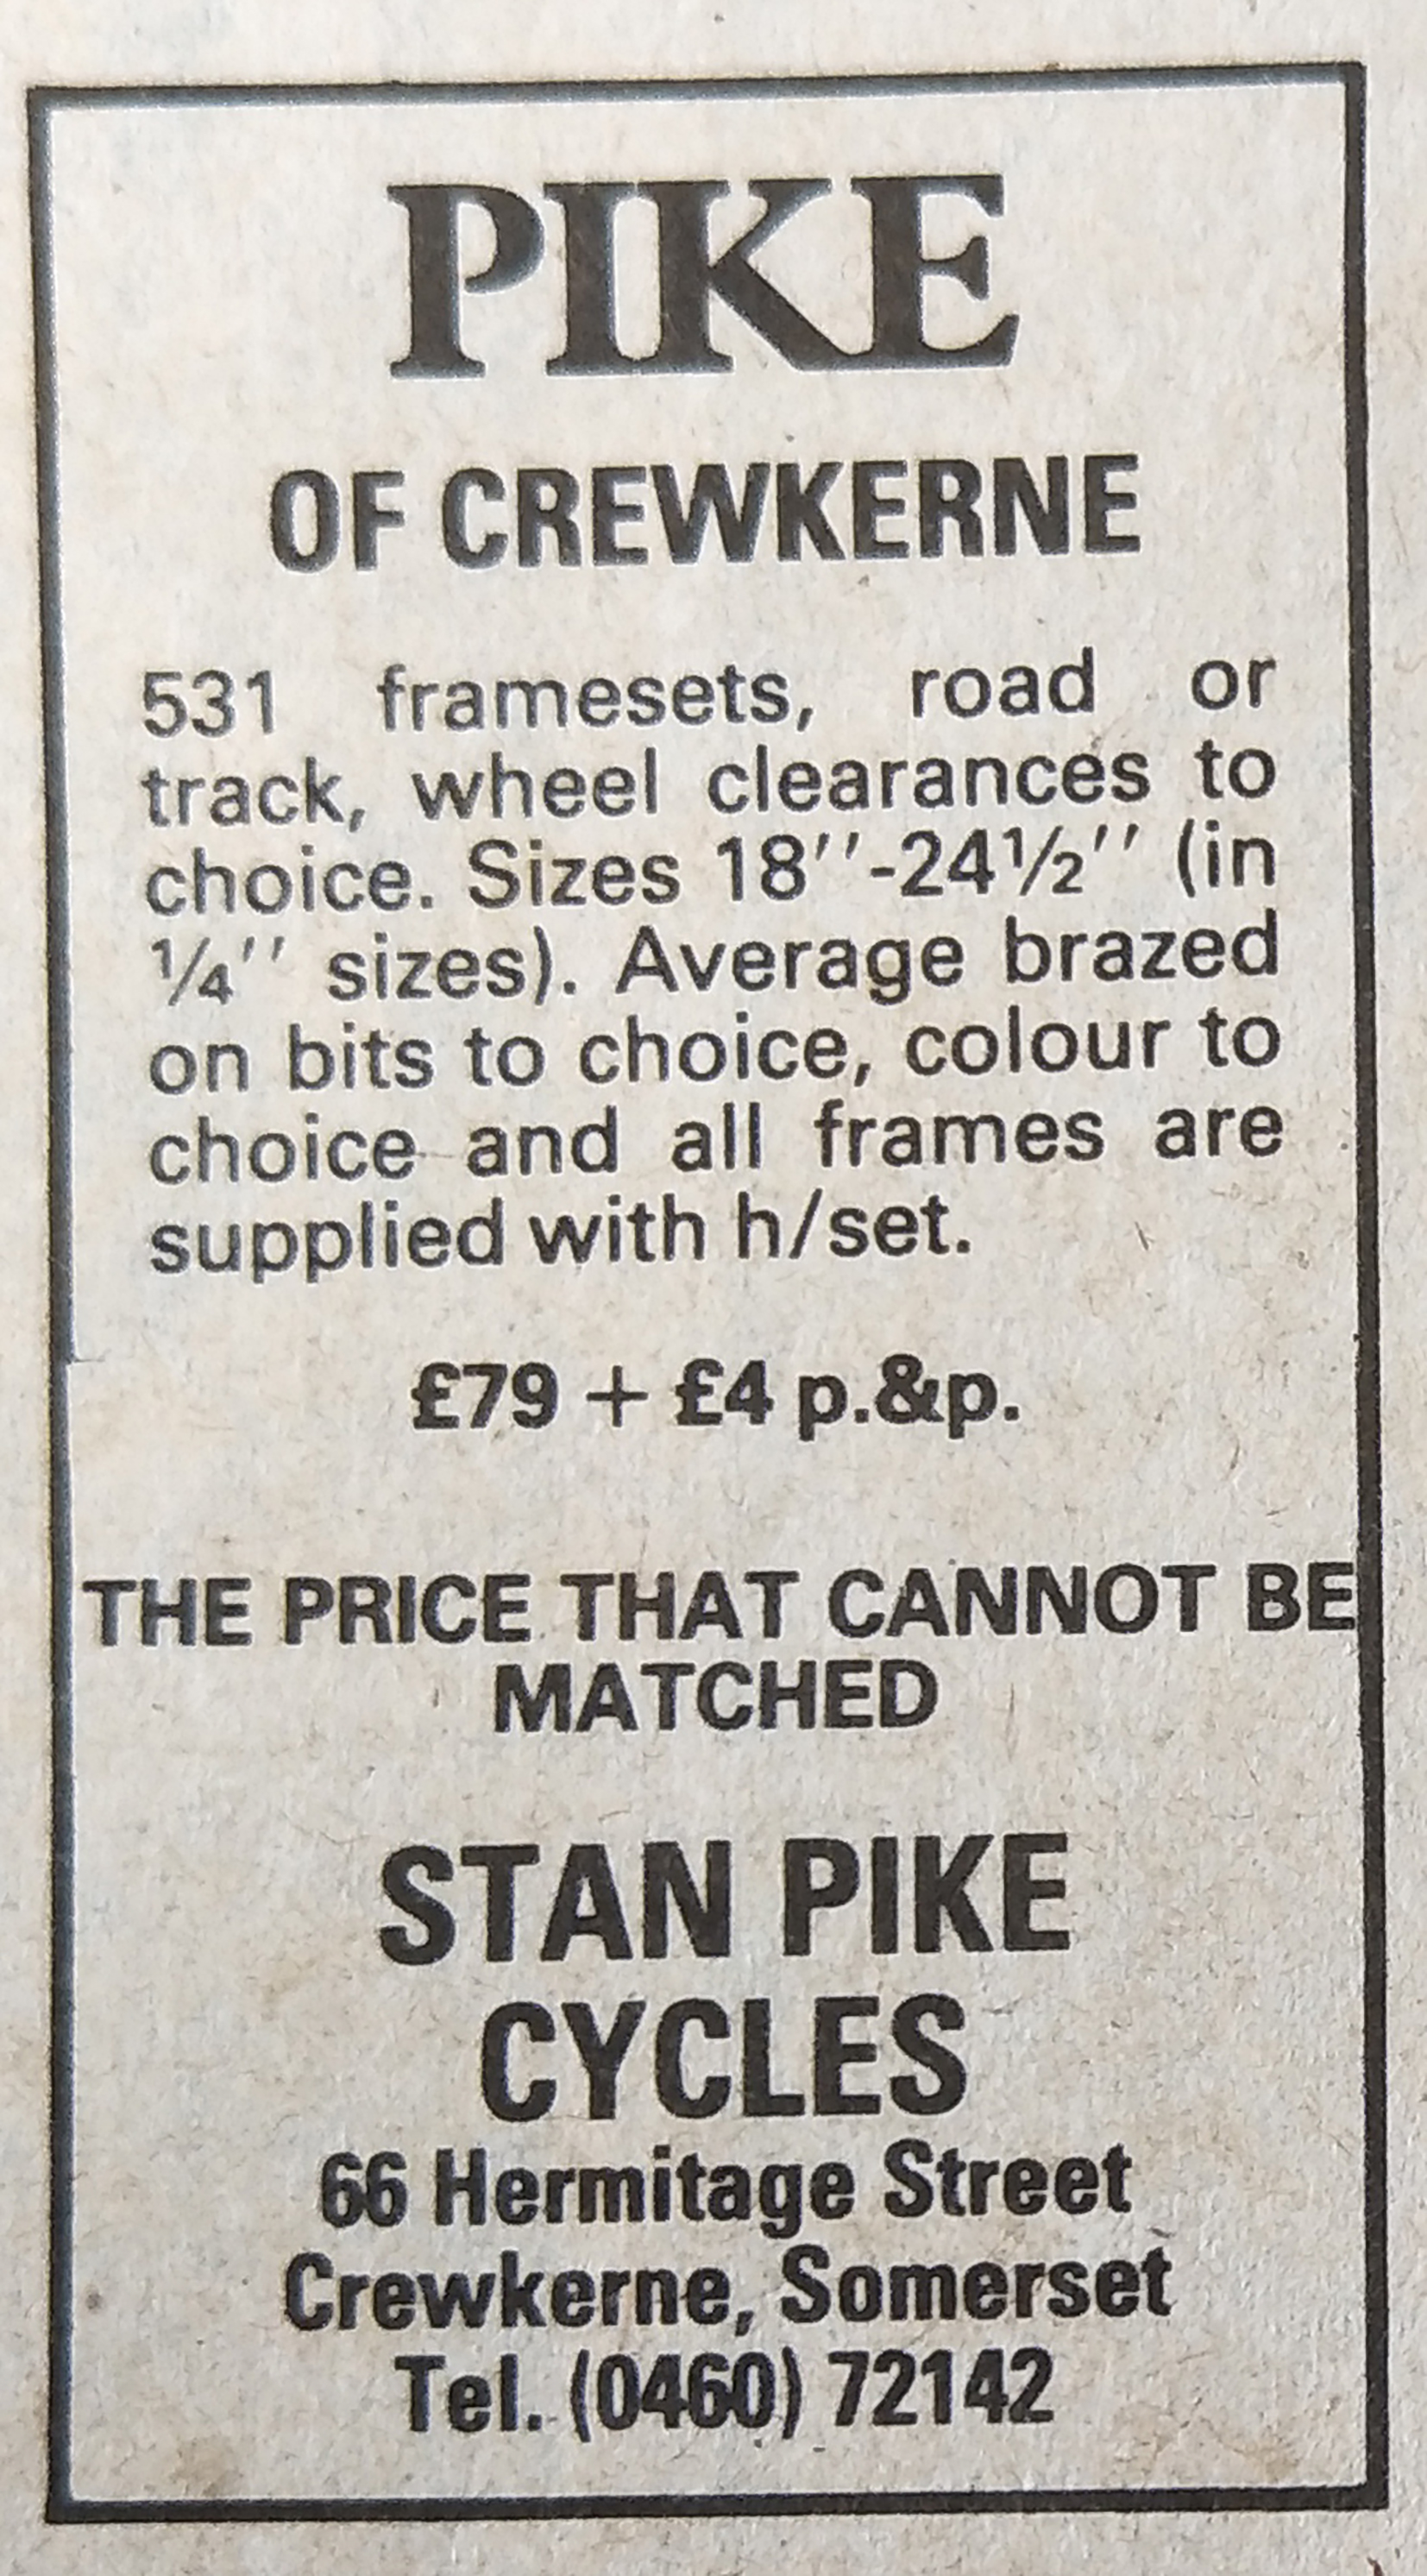 PIKE
OF CREWKERNE
531 framesets, road or
track, wheel clearances to
choice. Sizes 18''-24½'' (in
¼'' sizes). Average brazed
on bits to choice, colour to
choice and all frames are
supplied with h/set.
£79 + £4 p.&p.
THE PRICE THAT CANNOT BE
MATCHED
STAN PIKE
CYCLES
66 Hermitage Street
Crewkerne, Somerset
Tel. (0460) 72142